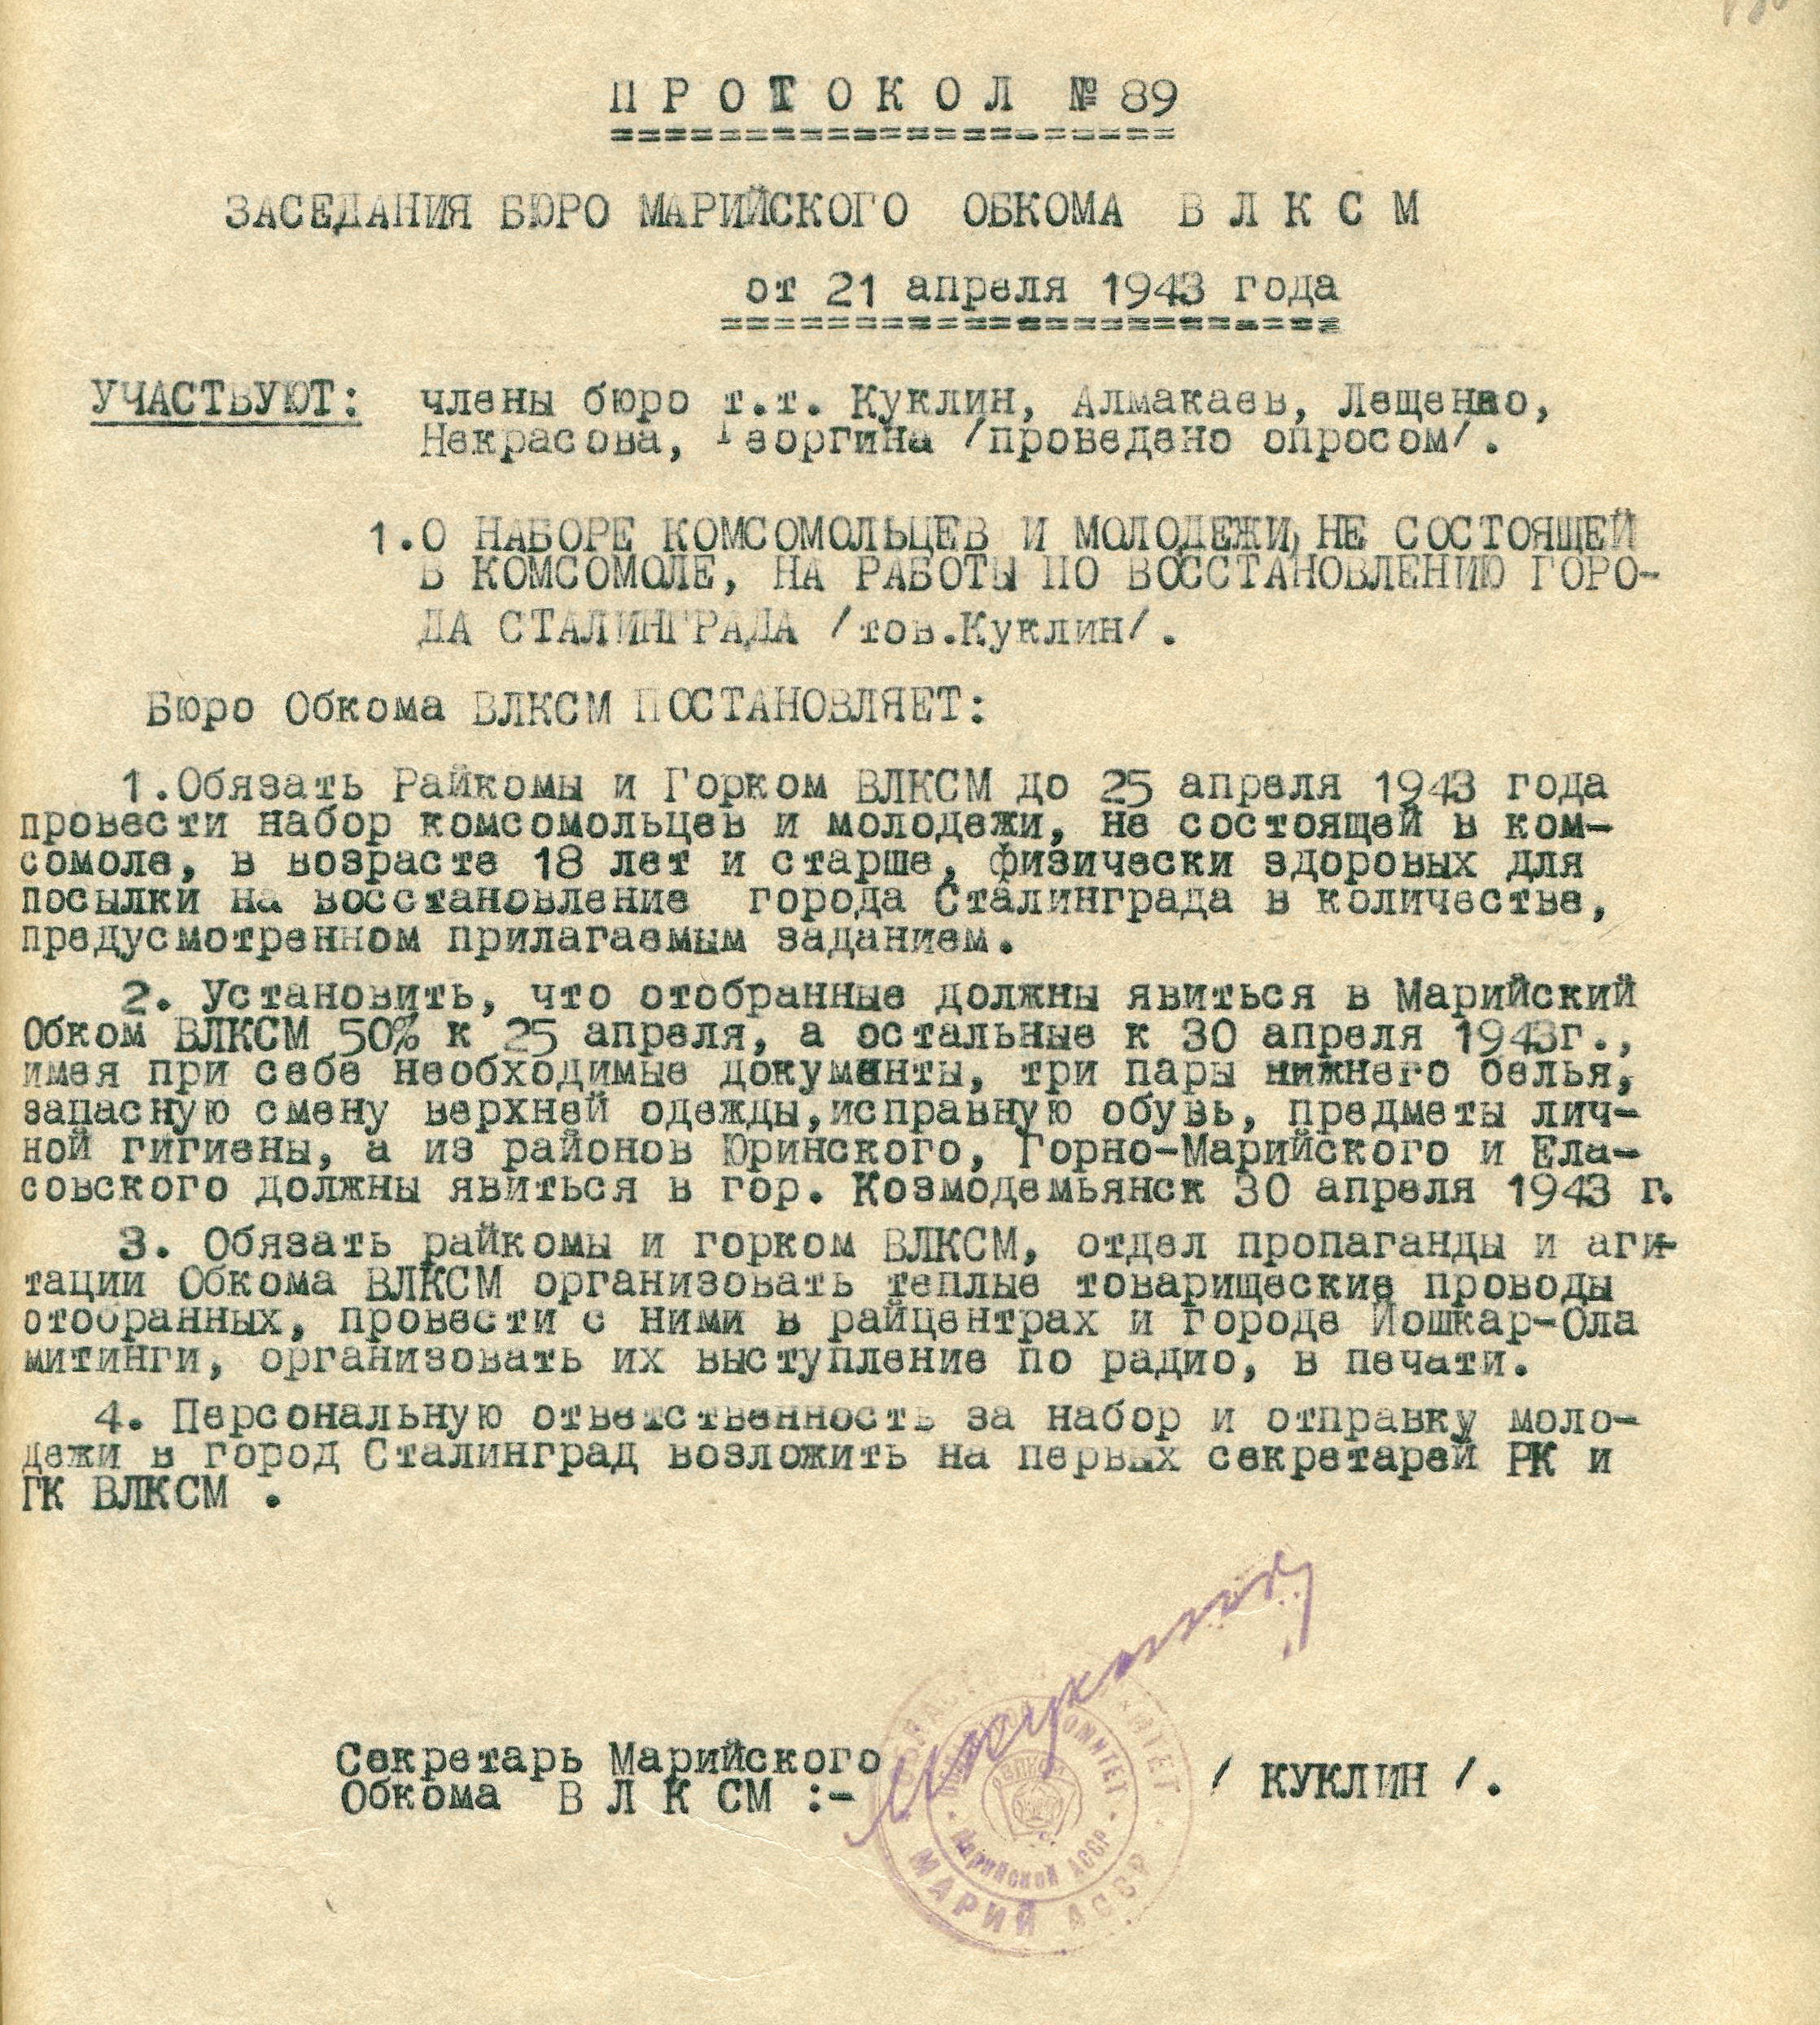 ПРОТОКОЛ № 89
ЗАСЕДАНИЯ БЮРО МАРИЙСКОГО ОБКОМА ВЛКСМ
от 21 апреля 1943 года
УЧАСТВУЮТ: члены бюро т.т. Куклин, Алмакаев, Лещенко,
Некрасова, Георгина /проведено опросом/.
1.О НАБОРЕ КОМСОМОЛЬЦЕВ И МОЛОДЕЖИ, НЕ СОСТОЯЩЕЙ
В КОМСОМОЛЕ, НА РАБОТЫ ПО ВОССТАНОВЛЕНИЮ ГОРО-
ДА СТАЛИНГРАДА /тов.Куклин/.
Бюро Обкома ВЛКСМ ПОСТАНОВЛЯЕТ:
1.Обязать Райкомы и Горком ВЛКСМ до 25 апреля 1943 года
провести набор комсомольцев и молодежи, не состоящей в ком-
сомоле, в возрасте 18 лет и старше, физически здоровых для
посылки на восстановление города Сталинграда в количестве,
предусмотренном прилагаемым заданием.
2. Установить, что отобранные должны явиться в Марийский
Обком ВЛКСМ 50% к 25 апреля, а остальные к 30 апреля 1943г.,
имея при себе необходимые документы, три пары нижнего белья,
запасную смену верхней одежды,исправную обувь, предметы лич-
ной гигиены, а из районов Юринского, Горно-Марийского и Ела-
совского должны явиться в гор. Козмодемьянск 30 апреля 1943 г.
3. Обязать райкомы и горком ВЛКСМ, отдел пропаганды и аги-
тации Обкома ВЛКСМ организовать теплые товарищеские проводы
отобранных, провести с ними в райцентрах и городе Йошкар-Ола
митинги, организовать их выступление по радио, в печати.
4. Персональную ответственность за набор и отправку моло-
дежи в город Сталинград возложить на первых секретарей РК и
ГК ВЛКСМ .
Секретарь Марийского
Обкома ВЛКСМ :- / КУКЛИН /.
Марийской АССР
МАРИЙ АССР